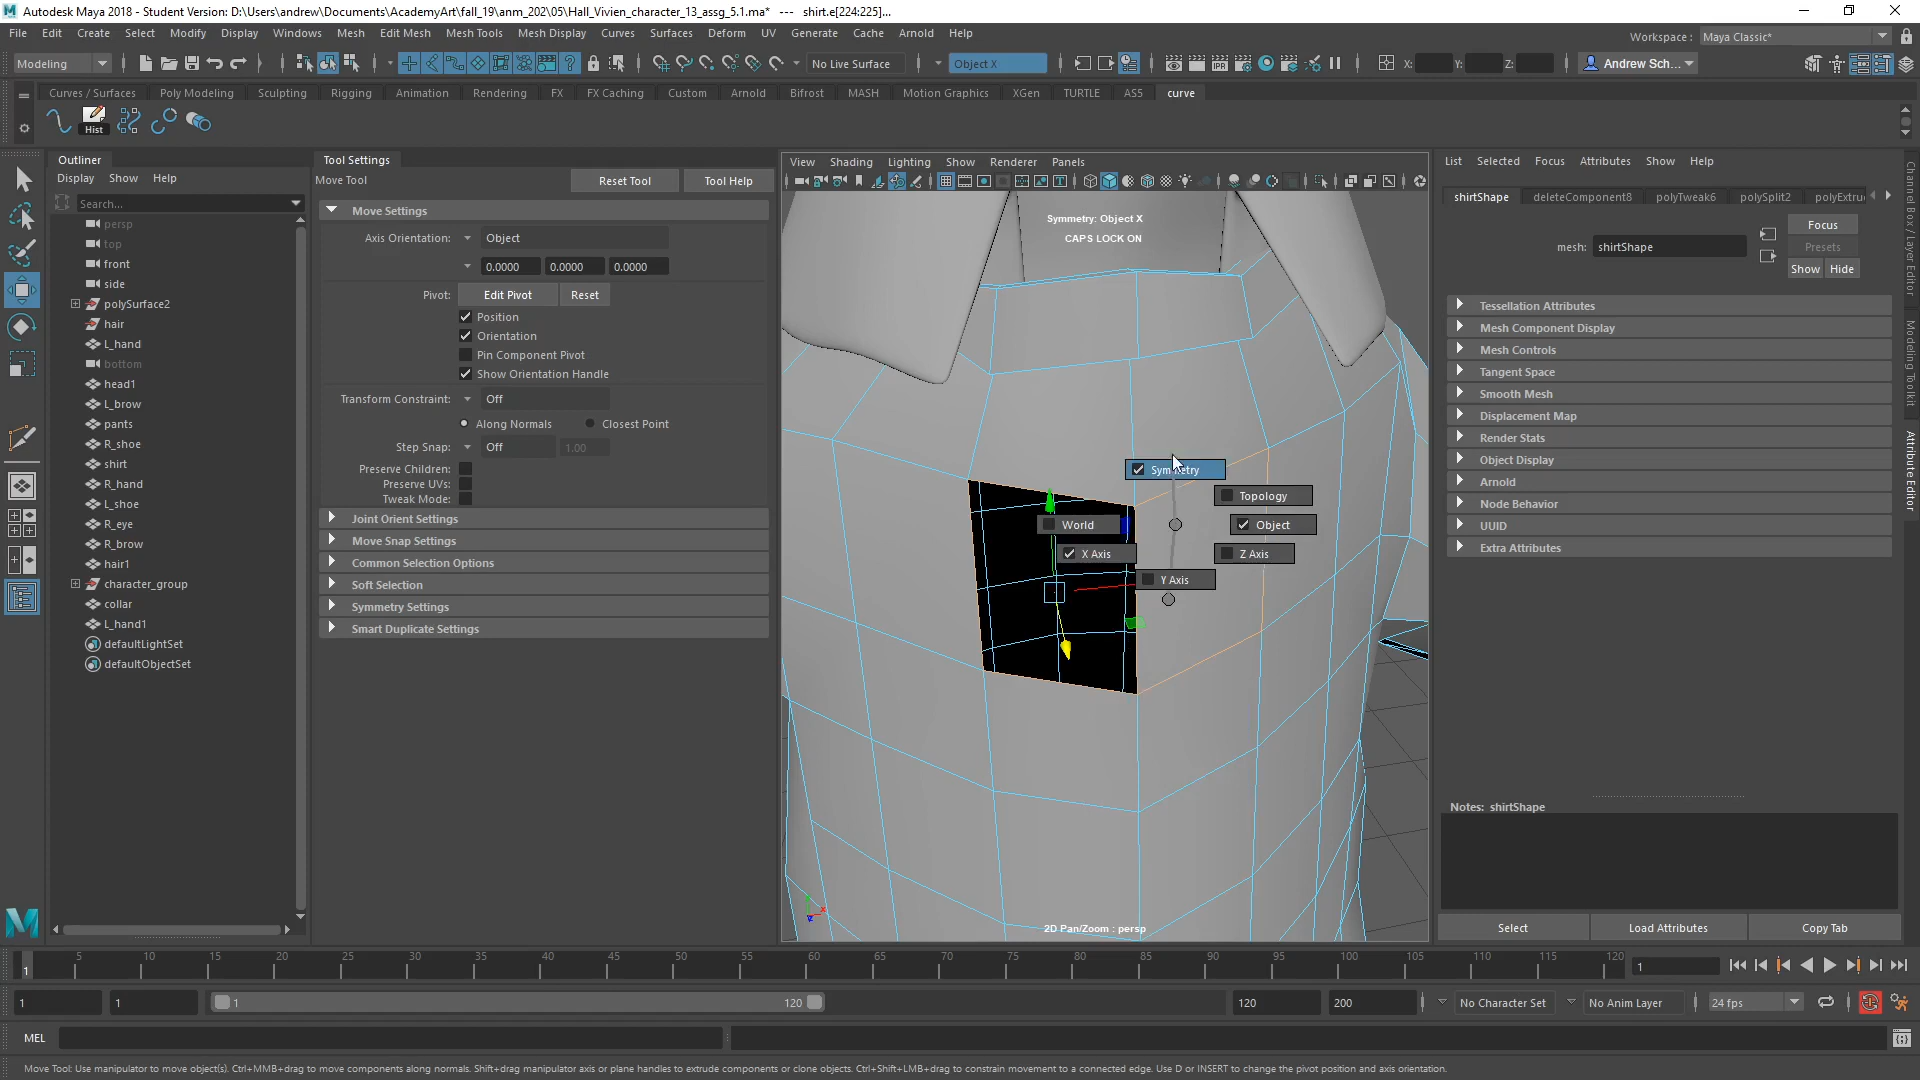 Autodesk Maya 2018 - Student Version: D:\Users\andrew\Documents\AcademyArt\fall_19\anm_202\05\Hall_Vivien_character_13_assg_5.1.ma* --- shirt.e[224:225]...
File Edit Create Select Modify Display Windows Mesh Edit Mesh Mesh Tools Mesh Display Curves Surfaces Deform UV Generate Cache Arnold Help
Workspace : Maya Classic*
Modeling No Live Surface Object X X: Y: Z: Andrew Sch...
Curves / Surfaces Poly Modeling Sculpting Rigging Animation Rendering FX FX Caching Custom Arnold Bifrost MASH Motion Graphics XGen TURTLE ASS curve
Hist
Outliner
Display Show Help
Search...
persp
top
front
side
polySurface2
hair
L_hand
bottom
head1
L_brow
pants
R_shoe
shirt
R_hand
L_shoe
R_eye
R_brow
hair1
character_group
collar
L_hand1
defaultLightSet
defaultObjectSet
Tool Settings
Move Tool Reset Tool Tool Help
Move Settings
Axis Orientation: Object
0.0000 0.0000 0.0000
Pivot: Edit Pivot Reset
Position
Orientation
Pin Component Pivot
Show Orientation Handle
Transform Constraint: Off
Along Normals Closest Point
Step Snap: Off 1.00
Preserve Children:
Preserve UVs:
Tweak Mode:
Joint Orient Settings
Move Snap Settings
Common Selection Options
Soft Selection
Symmetry Settings
Smart Duplicate Settings
View Shading Lighting Show Renderer Panels
Symmetry: Object X
CAPS LOCK ON
Symmetry
Topology
World Object
X Axis Z Axis
Y Axis
2D Pan/Zoom : persp
List Selected Focus Attributes Show Help
shirtShape deleteComponent8 polyTweak6 polySplit2 polyExtru
mesh: shirtShape
Focus
Presets
Show Hide
Tessellation Attributes
Mesh Component Display
Mesh Controls
Tangent Space
Smooth Mesh
Displacement Map
Render Stats
Object Display
Arnold
Node Behavior
UUID
Extra Attributes
Notes: shirtShape
Select Load Attributes Copy Tab
Channel Box / Layer Editor
Modeling Toolkit
Attribute Editor
5 10 15 20 25 30 35 40 45 50 55 60 65 70 75 80 85 90 95 100 105 110 115 120
1 1
1 1 1 120 120 200 No Character Set No Anim Layer 24 fps
MEL
Move Tool: Use manipulator to move object(s). Ctrl+MMB+drag to move components along normals. Shift+drag manipulator axis or plane handles to extrude components or clone objects. Ctrl+Shift+LMB+drag to constrain movement to a connected edge. Use D or INSERT to change the pivot position and axis orientation.